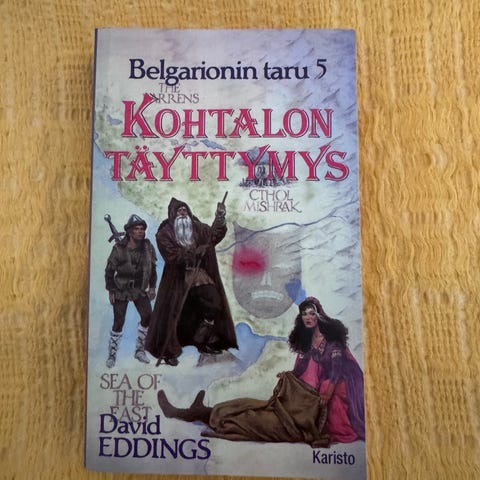 Belgarionin taru 5
THE
KOHTALON
TÄYTTYMYS
CTHOL
MISHRAK
SEA OF
THE
EAST
David
EDDINGS
Karisto